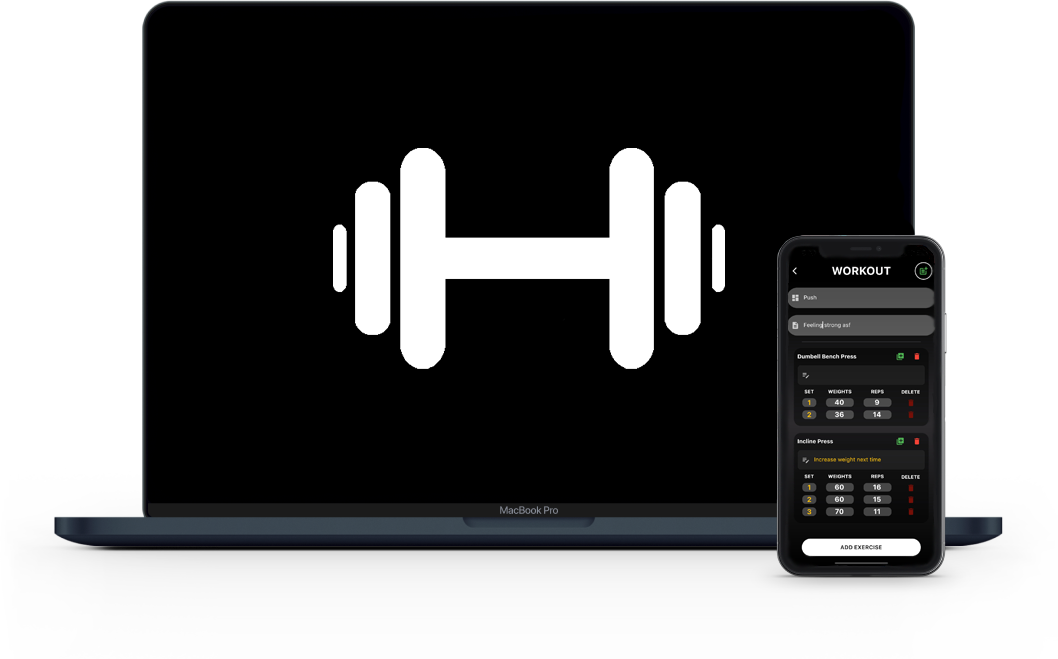 MacBook Pro
WORKOUT
Push
Feeling strong asf
Dumbell Bench Press
SET WEIGHTS REPS DELETE
1 40 9
2 36 14
Incline Press
Increase weight next time
SET WEIGHTS REPS DELETE
1 60 16
2 60 15
3 70 11
ADD EXERCISE